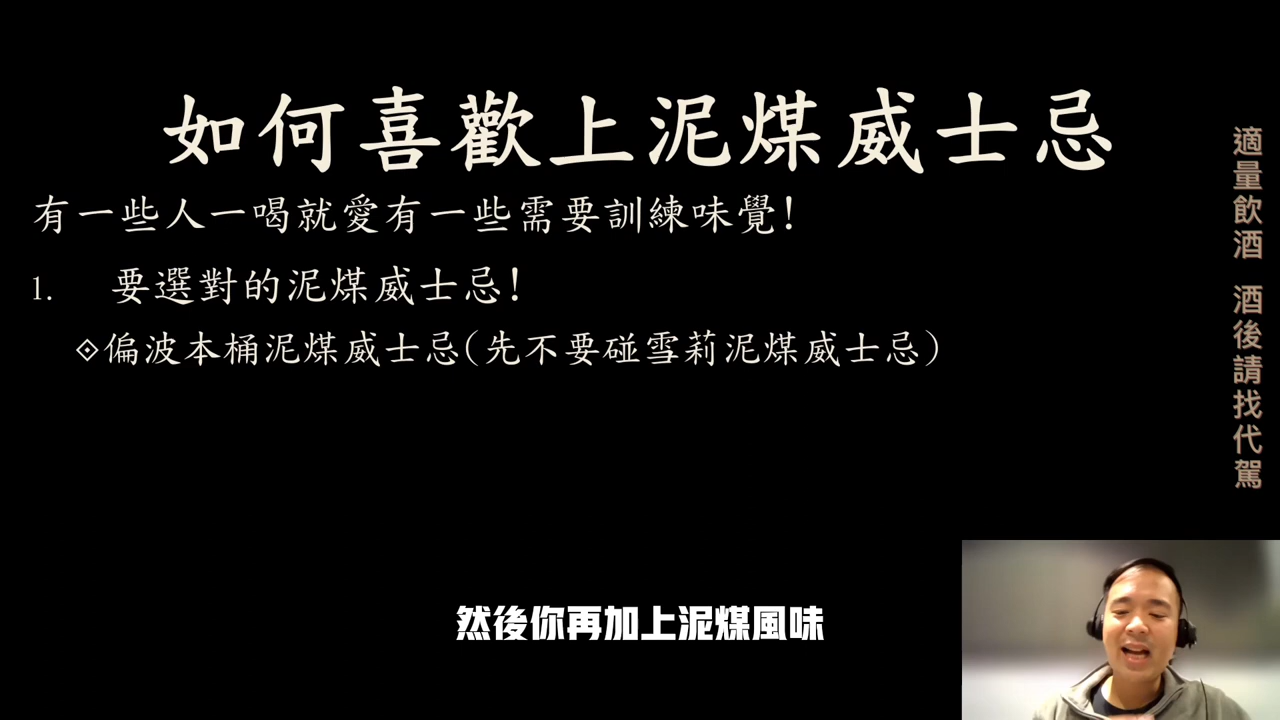 如何喜歡上泥煤威士忌
有一些人一喝就愛有一些需要訓練味覺!
1. 要選對的泥煤威士忌!
偏波本桶泥煤威士忌(先不要碰雪莉泥煤威士忌)
適量飲酒 酒後請找代駕
然後你再加上泥煤風味